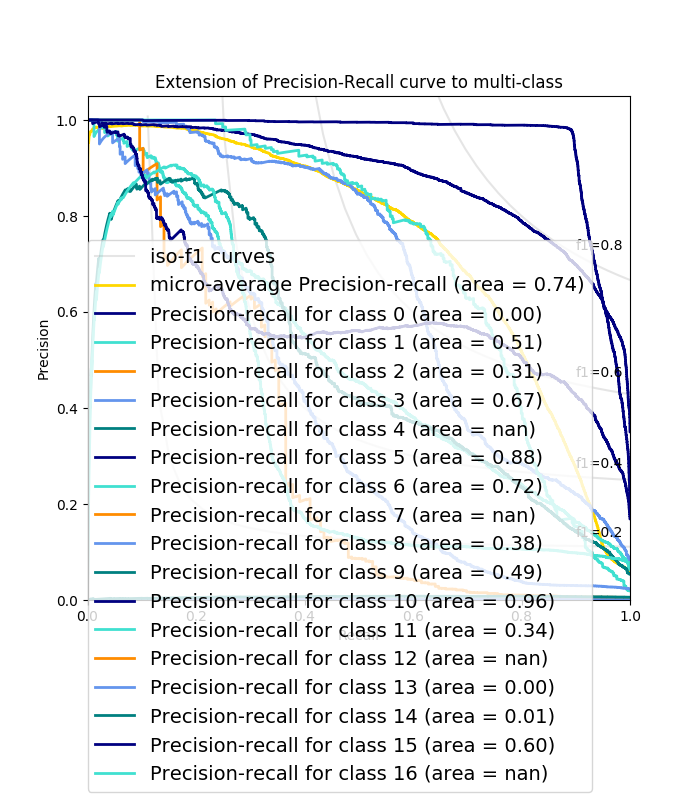 Extension of Precision-Recall curve to multi-class
1.0
0.8
0.6
0.4
0.2
0.0
Precision
f1=0.8
f1=0.6
f1=0.4
f1=0.2
iso-f1 curves
micro-average Precision-recall (area = 0.74)
Precision-recall for class 0 (area = 0.00)
Precision-recall for class 1 (area = 0.51)
Precision-recall for class 2 (area = 0.31)
Precision-recall for class 3 (area = 0.67)
Precision-recall for class 4 (area = nan)
Precision-recall for class 5 (area = 0.88)
Precision-recall for class 6 (area = 0.72)
Precision-recall for class 7 (area = nan)
Precision-recall for class 8 (area = 0.38)
Precision-recall for class 9 (area = 0.49)
Precision-recall for class 10 (area = 0.96)
Precision-recall for class 11 (area = 0.34)
Precision-recall for class 12 (area = nan)
Precision-recall for class 13 (area = 0.00)
Precision-recall for class 14 (area = 0.01)
Precision-recall for class 15 (area = 0.60)
Precision-recall for class 16 (area = nan)
0.0 0.2 0.4 0.6 0.8 1.0
Recall